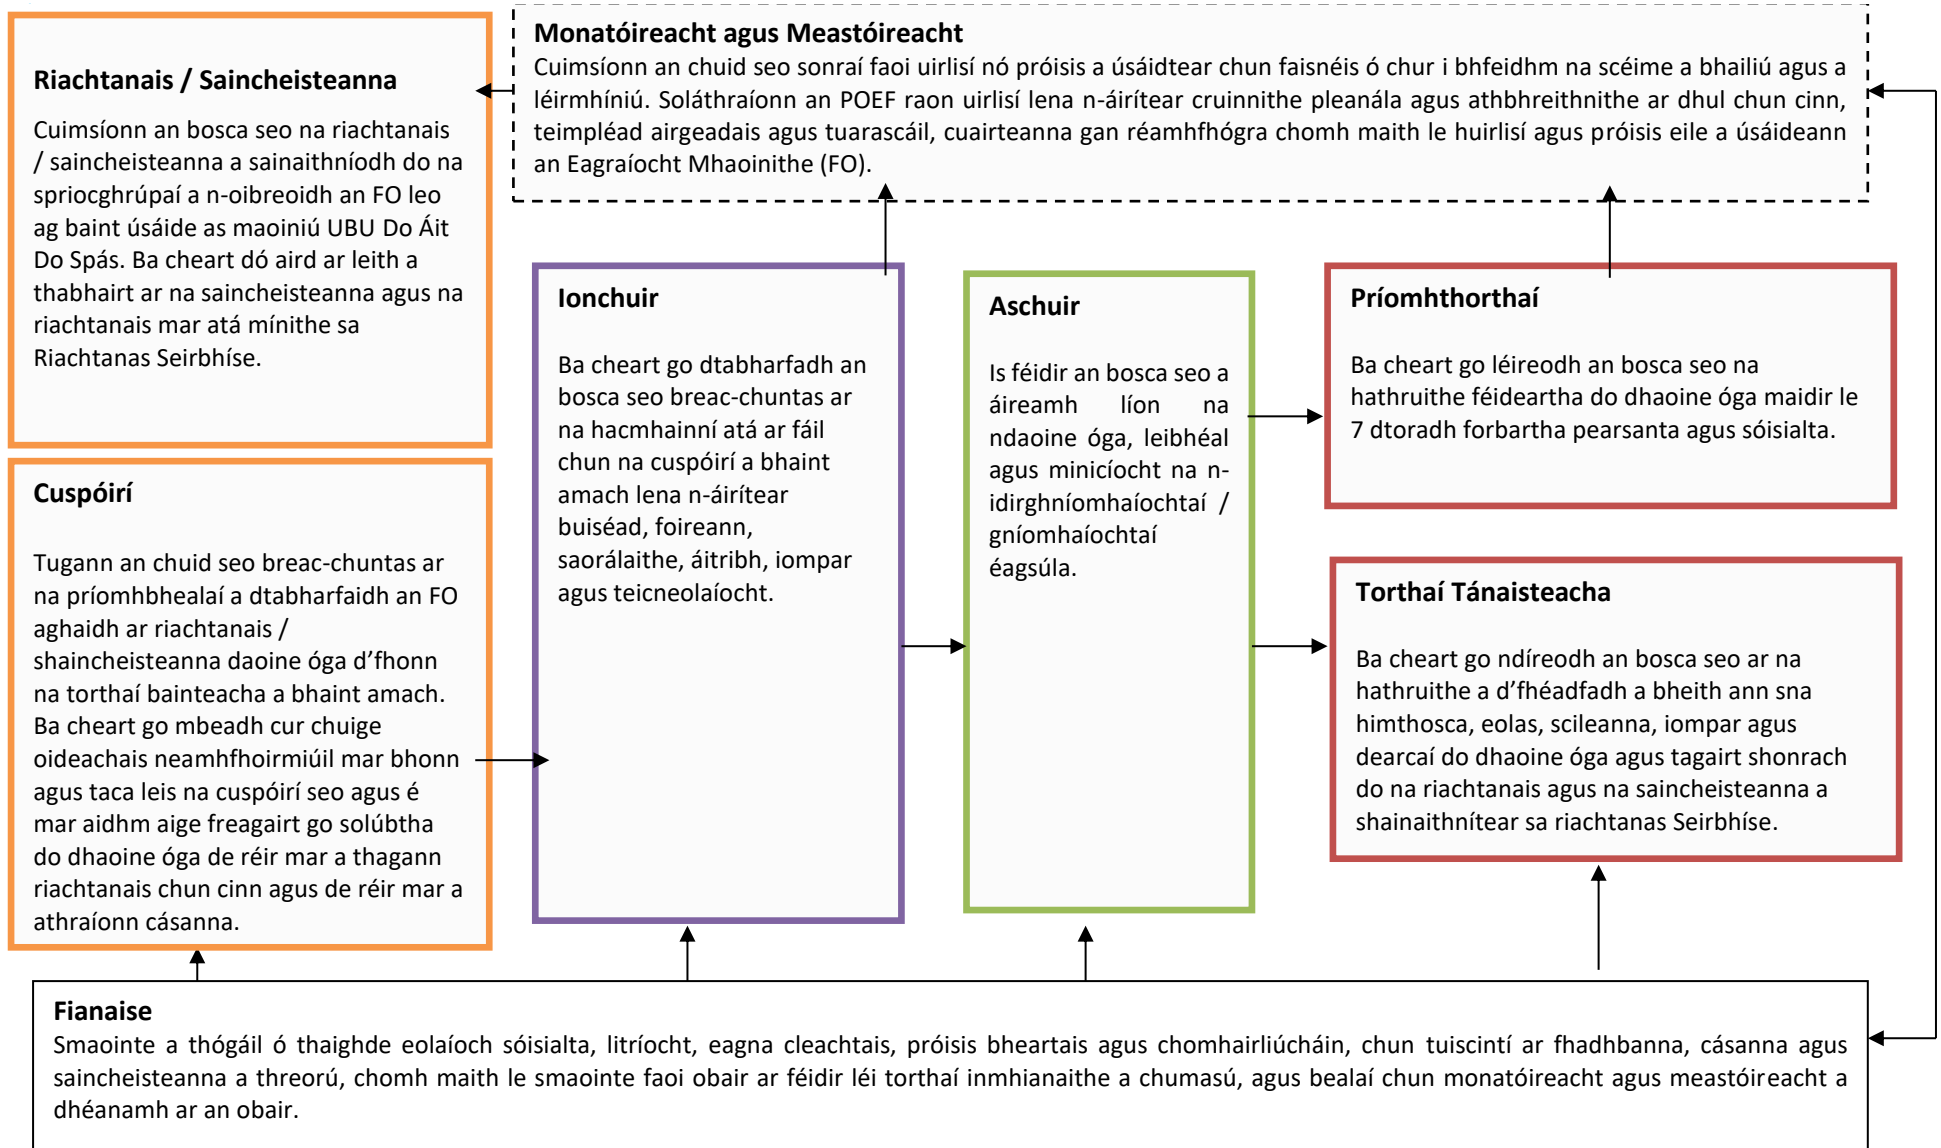 Riachtanais / Saincheisteanna
Cuimsíonn an bosca seo na riachtanais
/ saincheisteanna a sainaithníodh do na
spriocghrúpaí a n-oibreoidh an FO leo
ag baint úsáide as maoiniú UBU Do Áit
Do Spás. Ba cheart dó aird ar leith a
thabhairt ar na saincheisteanna agus na
riachtanais mar atá mínithe sa
Riachtanas Seirbhíse.
Monatóireacht agus Meastóireacht
Cuimsíonn an chuid seo sonraí faoi uirlisí nó próisis a úsáidtear chun faisnéis ó chur i bhfeidhm na scéime a bhailiú agus a
léirmhíniú. Soláthraíonn an POEF raon uirlisí lena n-áirítear cruinnithe pleanála agus athbhreithnithe ar dhul chun cinn,
teimpléad airgeadais agus tuarascáil, cuairteanna gan réamhfhógra chomh maith le huirlisí agus próisis eile a úsáideann
an Eagraíocht Mhaoinithe (FO).
Cuspóirí
Tugann an chuid seo breac-chuntas ar
na príomhbhealaí a dtabharfaidh an FO
aghaidh ar riachtanais /
shaincheisteanna daoine óga d'fhonn
na torthaí bainteacha a bhaint amach.
Ba cheart go mbeadh cur chuige
oideachais neamhfhoirmiúil mar bhonn
agus taca leis na cuspóirí seo agus é
mar aidhm aige freagairt go solúbtha
do dhaoine óga de réir mar a thagann
riachtanais chun cinn agus de réir mar a
athraíonn cásanna.
Ionchuir
Ba cheart go dtabharfadh an
bosca seo breac-chuntas ar
na hacmhainní atá ar fáil
chun na cuspóirí a bhaint
amach lena n-áirítear
buiséad, foireann,
saorálaithe, áitribh, iompar
agus teicneolaíocht.
Aschuir
Is féidir an bosca seo a
áireamh líon na
ndaoine óga, leibhéal
agus minicíocht na n-
idirghníomhaíochtaí /
gníomhaíochtaí
éagsúla.
Príomhthorthaí
Ba cheart go léireodh an bosca seo na
hathruithe féideartha do dhaoine óga maidir le
7 dtoradh forbartha pearsanta agus sóisialta.
Torthaí Tánaisteacha
Ba cheart go ndíreodh an bosca seo ar na
hathruithe a d'fhéadfadh a bheith ann sna
himthosca, eolas, scileanna, iompar agus
dearcaí do dhaoine óga agus tagairt shonrach
do na riachtanais agus na saincheisteanna a
shainaithnítear sa riachtanas Seirbhíse.
Fianaise
Smaointe a thógáil ó thaighde eolaíoch sóisialta, litríocht, eagna cleachtais, próisis bheartais agus chomhairliúcháin, chun tuiscintí ar fhadhbanna, cásanna agus
saincheisteanna a threorú, chomh maith le smaointe faoi obair ar féidir léi torthaí inmhianaithe a chumasú, agus bealaí chun monatóireacht agus meastóireacht a
dhéanamh ar an obair.